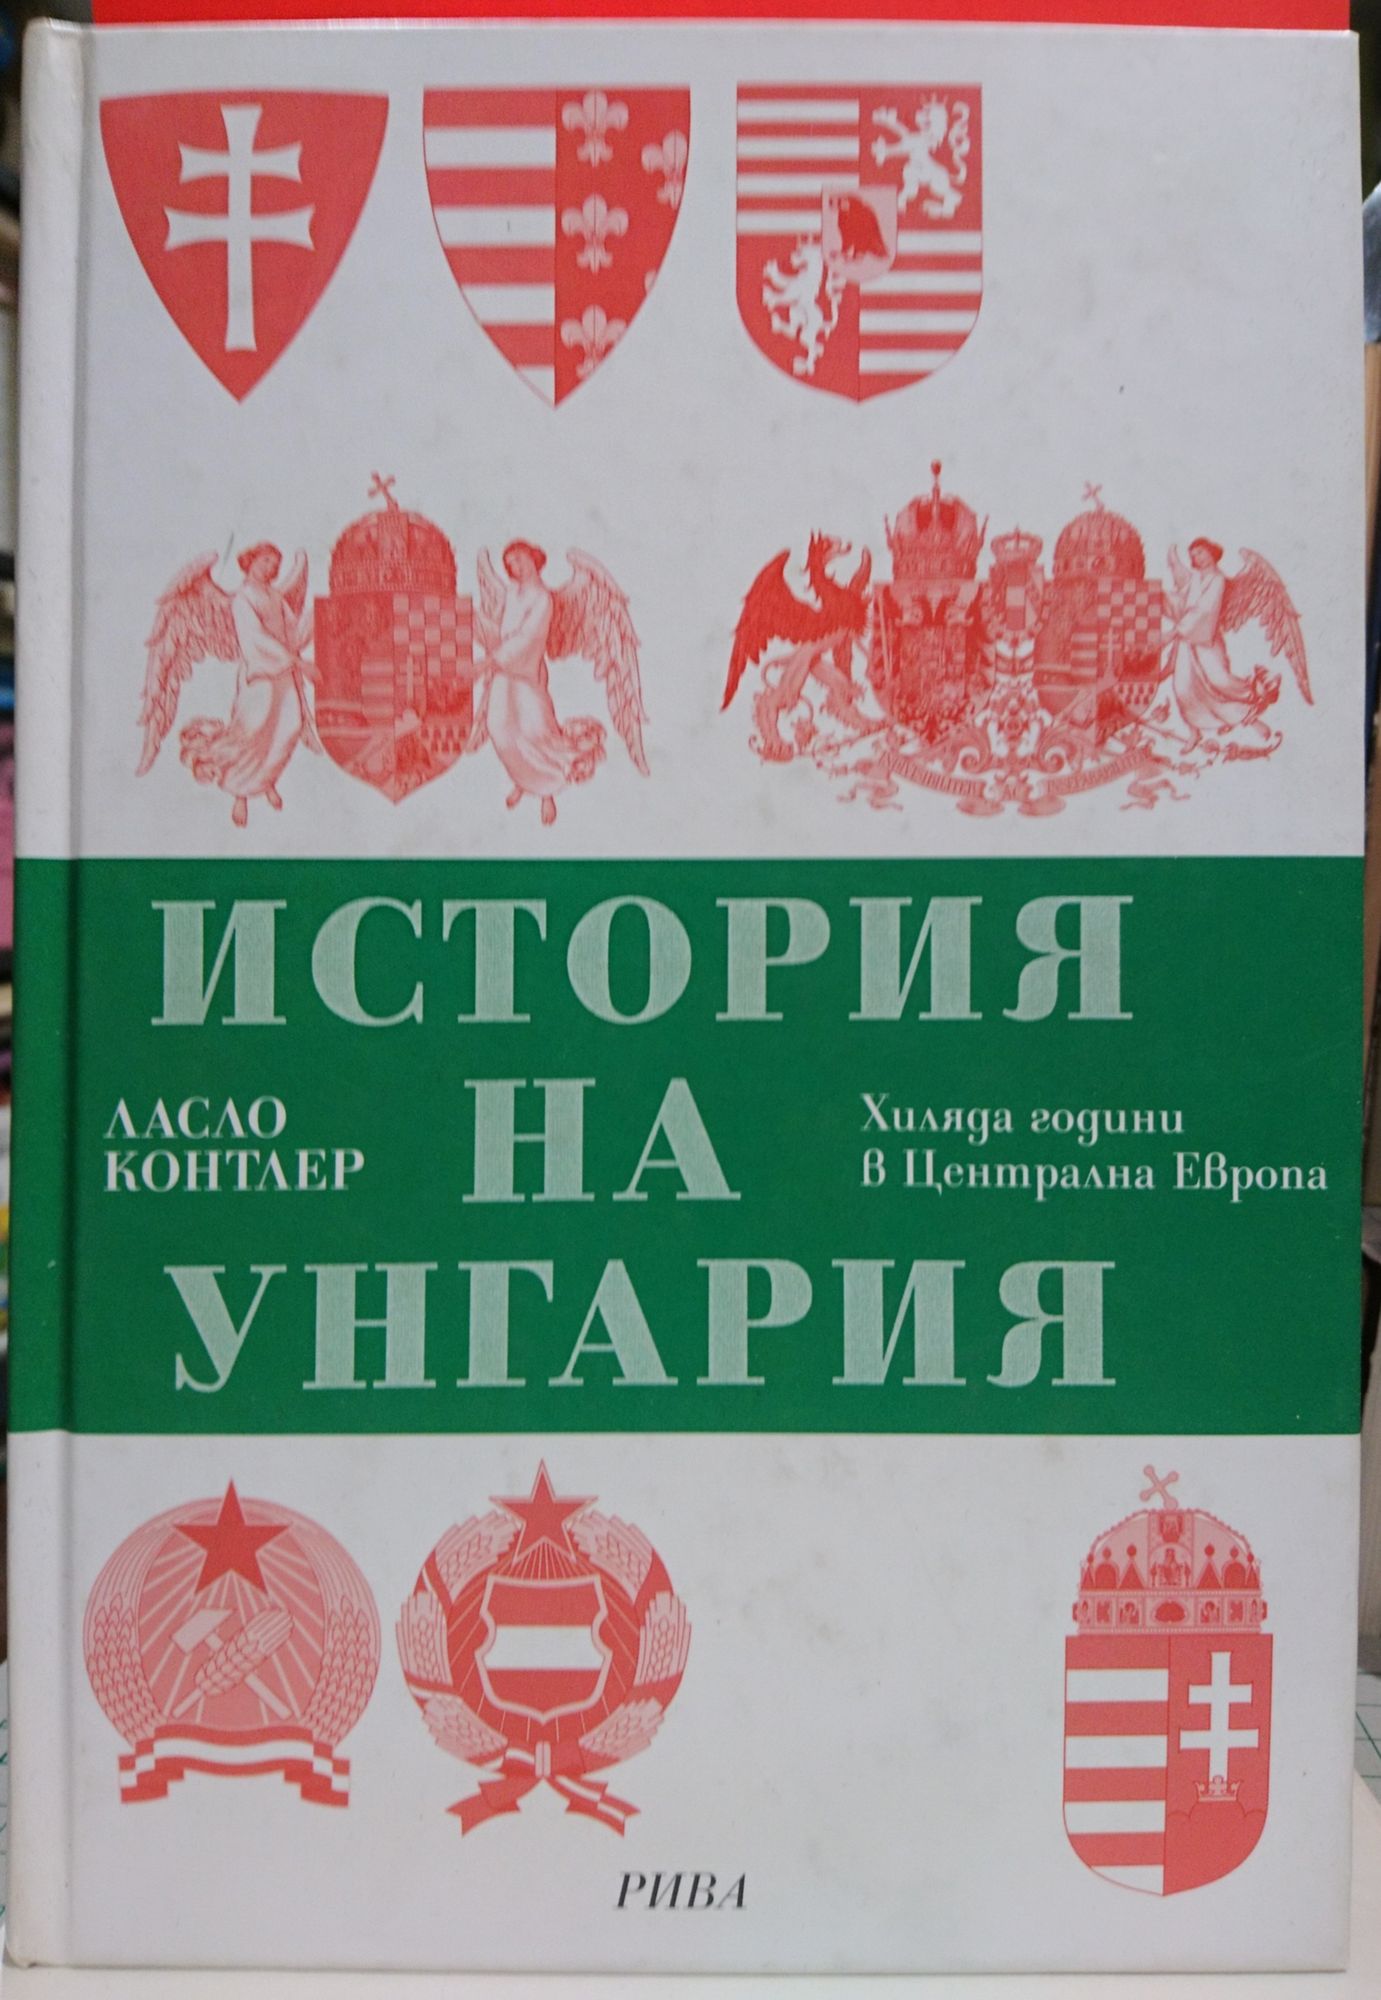 ИСТОРИЯ
НА
УНГАРИЯ
ЛАСЛО
КОНТЛЕР
Хиляда години
в Централна Европа
РИВА